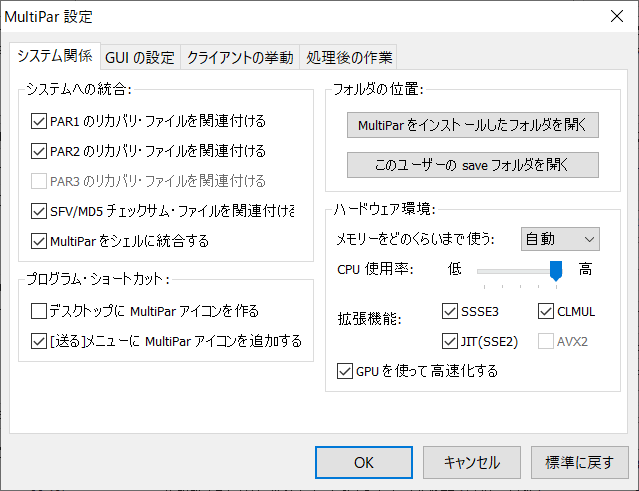 MultiPar 設定
システム関係
GUI の設定
クライアントの挙動
処理後の作業
システムへの統合:
PAR1 のリカバリ・ファイルを関連付ける
PAR2 のリカバリ・ファイルを関連付ける
PAR3 のリカバリ・ファイルを関連付ける
SFV/MD5 チェックサム・ファイルを関連付ける
MultiPar をシェルに統合する
プログラム・ショートカット:
デスクトップに MultiPar アイコンを作る
[送る]メニューに MultiPar アイコンを追加する
フォルダの位置:
MultiPar をインストールしたフォルダを開く
このユーザーの save フォルダを開く
ハードウェア環境:
メモリーをどのくらいまで使う: 自動
CPU 使用率: 低 高
拡張機能: SSSE3 CLMUL
JIT(SSE2) AVX2
GPU を使って高速化する
OK キャンセル 標準に戻す